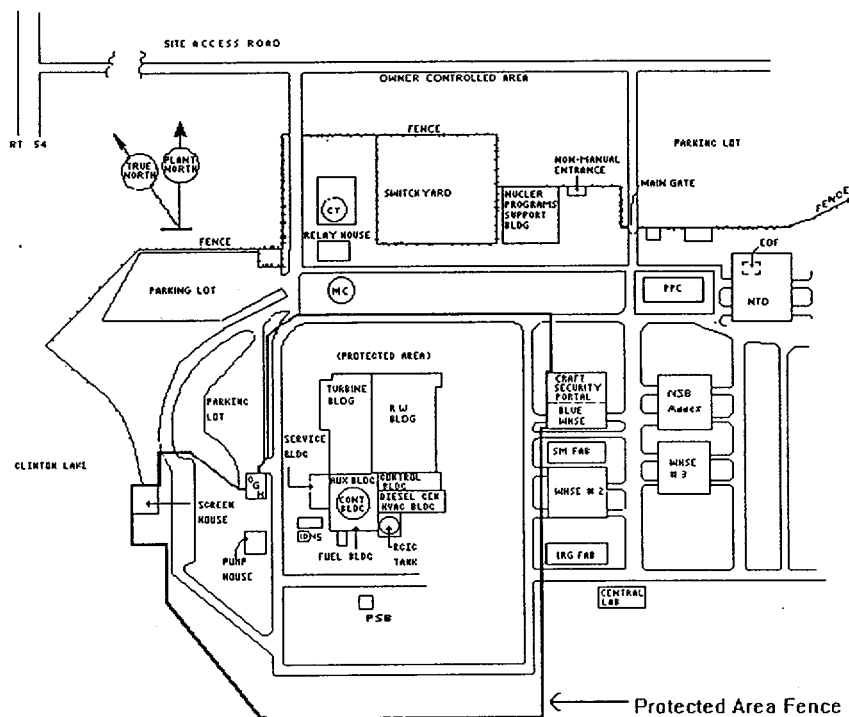 SITE ACCESS ROAD
OWNER CONTROLLED AREA
RT 54
TRUE
NORTH
PLANT
NORTH
FENCE
NON-MANUAL
ENTRANCE
PARKING LOT
MAIN GATE
CT
SWITCHYARD
NUCLER
PROGRAMS
SUPPORT
BLDG
RELAY HOUSE
FENCE
FENCE
EOF
PARKING LOT
MC
PPC
NTD
(PROTECTED AREA)
TURBINE
BLDG
R W
BLDG
CRAFT
SECURITY
PORTAL
BLUE
WHSE
NSB
Addex
PARKING
LOT
SERVICE
BLDG
SM FAB
CLINTON LAKE
OGH
AUX BLDG
CONTROL
BLDG
CONT
BLDG
DIESEL GEN
HVAC BLDG
WHSE # 2
WHSE
# 3
SCREEN
HOUSE
PUMP
HOUSE
FUEL BLDG
RCIC
TANK
IRG FAB
PSB
CENTRAL
LAB
Protected Area Fence